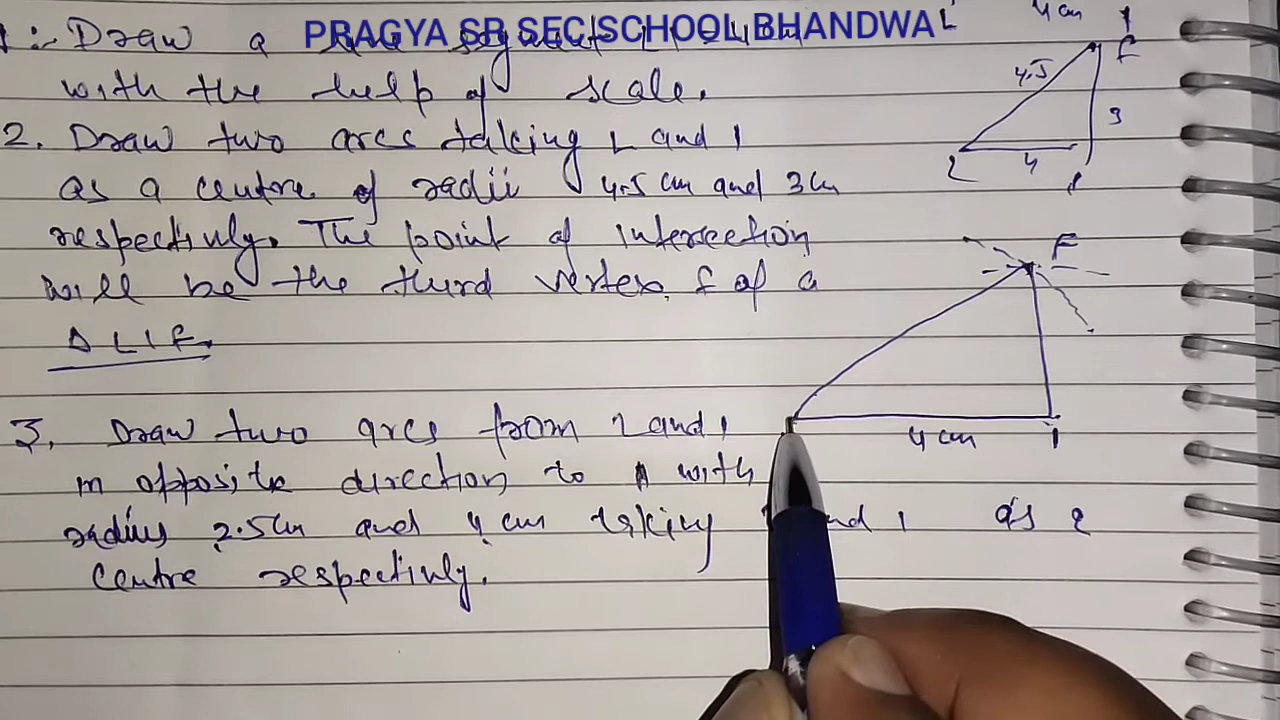 PRAGYA SR SEC SCHOOL BHANDWA
1:- Draw a
with the help of scale.
2. Draw two arcs talking L and I
as a centre of radii 4.5 cm and 3 cm
respectivly. The point of intersection
will be the third vertex. F of a
Δ LIF.
3. Draw two arcs from L and I
in opposite direction to with
radius 2.5 cm and 4 cm taking and I as a
centre respectivly.
L 4 cm I
4.5 F
3
L 4 I
F
4 cm I